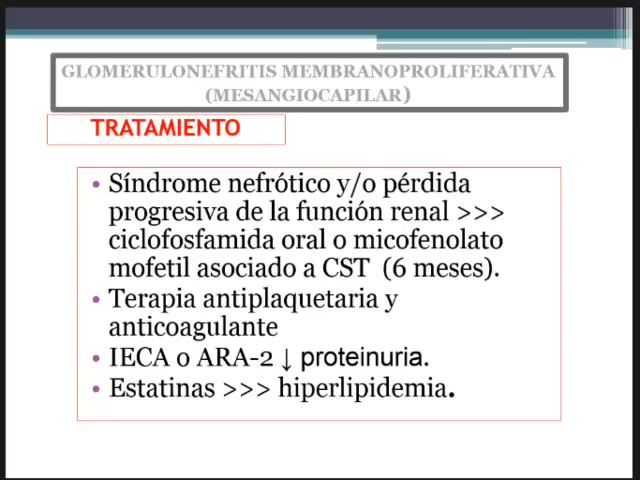 GLOMERULONEFRITIS MEMBRANOPROLIFERATIVA
(MESANGIOCAPILAR)
TRATAMIENTO
• Síndrome nefrótico y/o pérdida
progresiva de la función renal >>>
ciclofosfamida oral o micofenolato
mofetil asociado a CST (6 meses).
• Terapia antiplaquetaria y
anticoagulante
• IECA o ARA-2 ↓ proteinuria.
• Estatinas >>> hiperlipidemia.